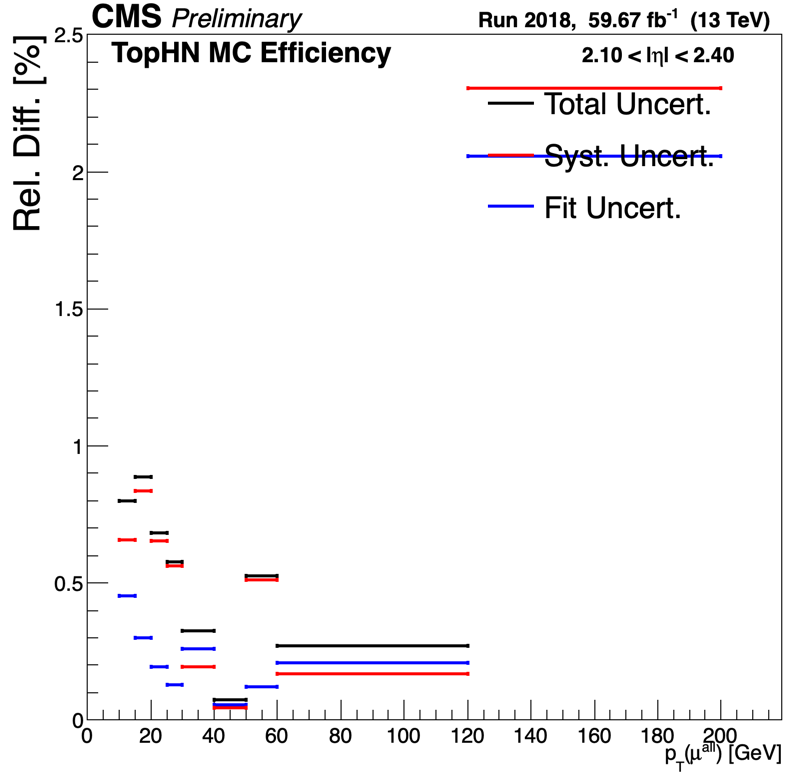 CMS Preliminary Run 2018, 59.67 fb⁻¹ (13 TeV)
TopHN MC Efficiency
2.10 < |η| < 2.40
Total Uncert.
Syst. Uncert.
Fit Uncert.
Rel. Diff. [%]
2.5
2
1.5
1
0.5
0
0 20 40 60 80 100 120 140 160 180 200
p_T(μ^all) [GeV]